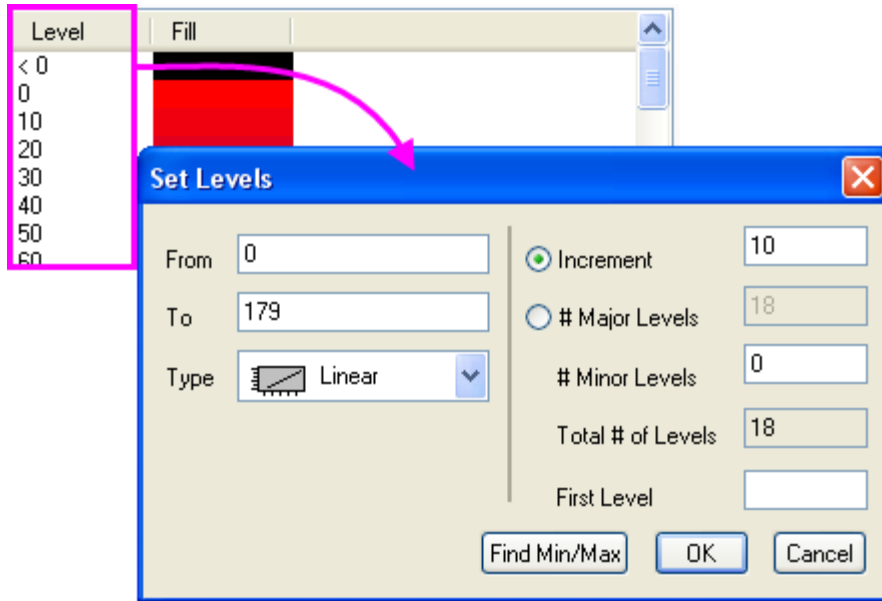 Level Fill
< 0
0
10
20
30
40
50
60
Set Levels
From 0
To 179
Type Linear
Increment 10
# Major Levels 18
# Minor Levels 0
Total # of Levels 18
First Level
Find Min/Max OK Cancel